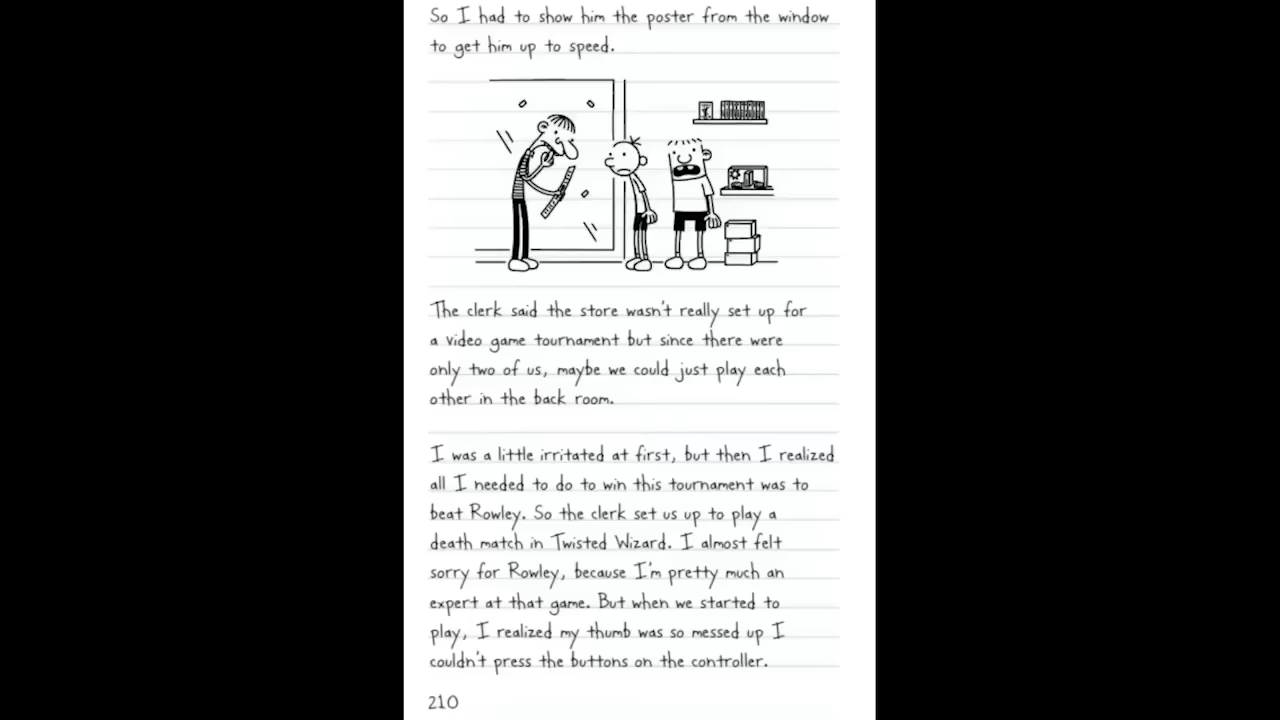 So I had to show him the poster from the window
to get him up to speed.
The clerk said the store wasn't really set up for
a video game tournament but since there were
only two of us, maybe we could just play each
other in the back room.
I was a little irritated at first, but then I realized
all I needed to do to win this tournament was to
beat Rowley. So the clerk set us up to play a
death match in Twisted Wizard. I almost felt
sorry for Rowley, because I'm pretty much an
expert at that game. But when we started to
play, I realized my thumb was so messed up I
couldn't press the buttons on the controller.
210